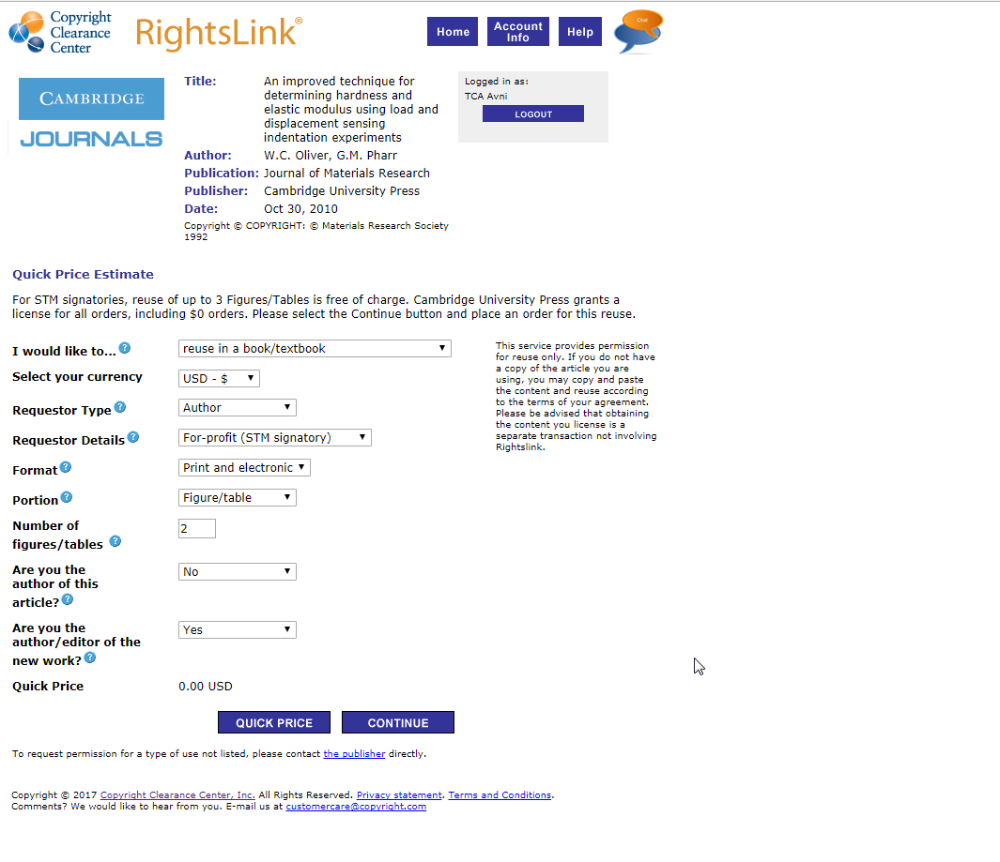 Copyright
Clearance
Center
RightsLink®
Home
Account
Info
Help
Chat
CAMBRIDGE
JOURNALS
Title: An improved technique for
determining hardness and
elastic modulus using load and
displacement sensing
indentation experiments
Author: W.C. Oliver, G.M. Pharr
Publication: Journal of Materials Research
Publisher: Cambridge University Press
Date: Oct 30, 2010
Copyright © COPYRIGHT: © Materials Research Society
1992
Logged in as:
TCA Avni
LOGOUT
Quick Price Estimate
For STM signatories, reuse of up to 3 Figures/Tables is free of charge. Cambridge University Press grants a
license for all orders, including $0 orders. Please select the Continue button and place an order for this reuse.
I would like to... ? reuse in a book/textbook
Select your currency USD - $
Requestor Type ? Author
Requestor Details ? For-profit (STM signatory)
Format ? Print and electronic
Portion ? Figure/table
Number of
figures/tables ? 2
Are you the
author of this
article? ? No
Are you the
author/editor of the
new work? ? Yes
Quick Price 0.00 USD
This service provides permission
for reuse only. If you do not have
a copy of the article you are
using, you may copy and paste
the content and reuse according
to the terms of your agreement.
Please be advised that obtaining
the content you license is a
separate transaction not involving
Rightslink.
QUICK PRICE
CONTINUE
To request permission for a type of use not listed, please contact the publisher directly.
Copyright © 2017 Copyright Clearance Center, Inc. All Rights Reserved. Privacy statement. Terms and Conditions.
Comments? We would like to hear from you. E-mail us at customercare@copyright.com